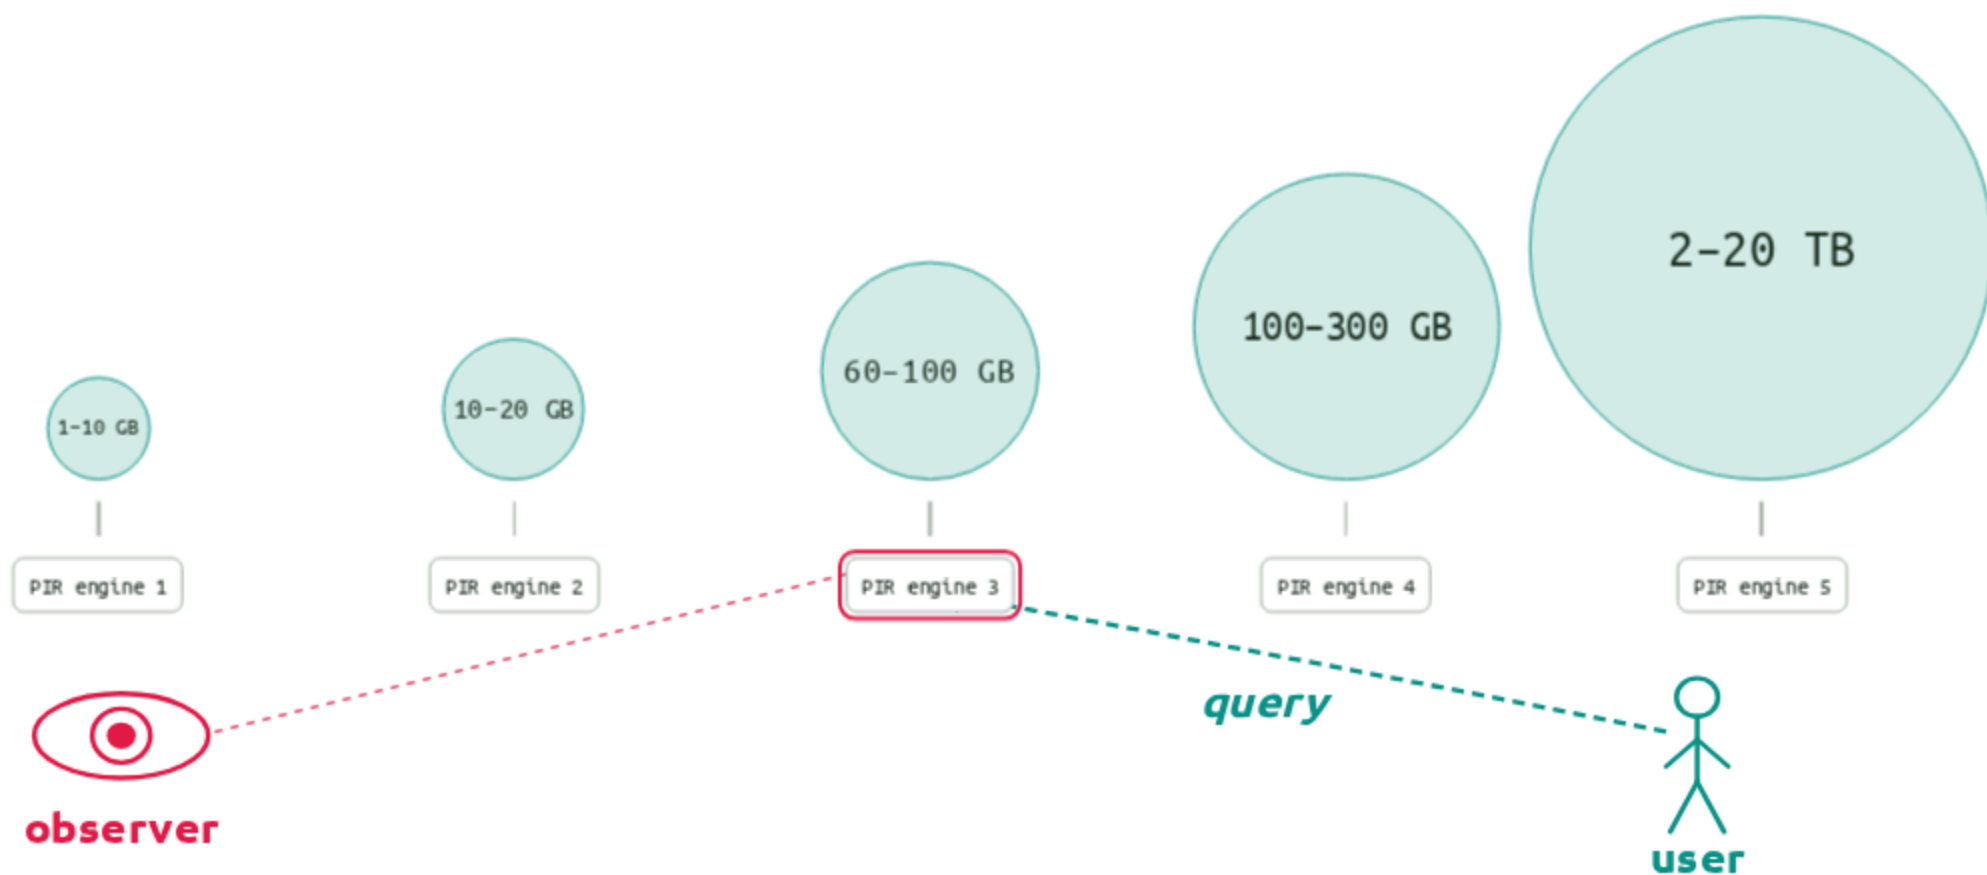 2-20 TB
100-300 GB
60-100 GB
10-20 GB
1-10 GB
PIR engine 1
PIR engine 2
PIR engine 3
PIR engine 4
PIR engine 5
query
observer
user